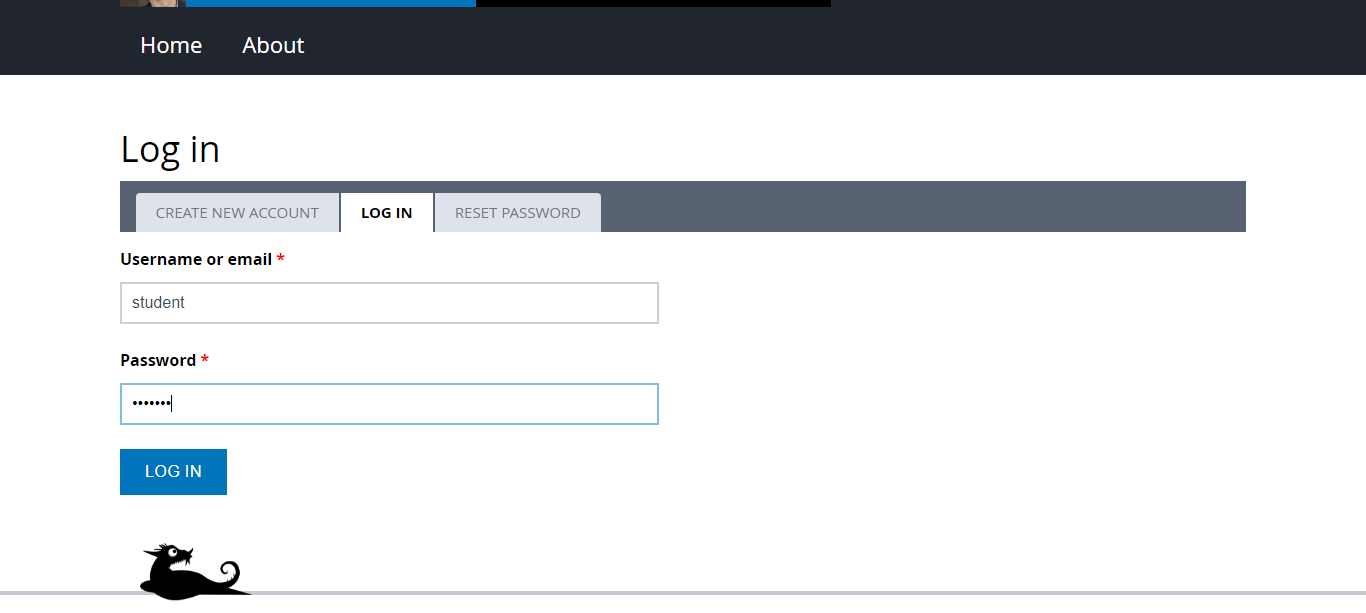 Home About
Log in
CREATE NEW ACCOUNT LOG IN RESET PASSWORD
Username or email *
student
Password *
•••••••
LOG IN